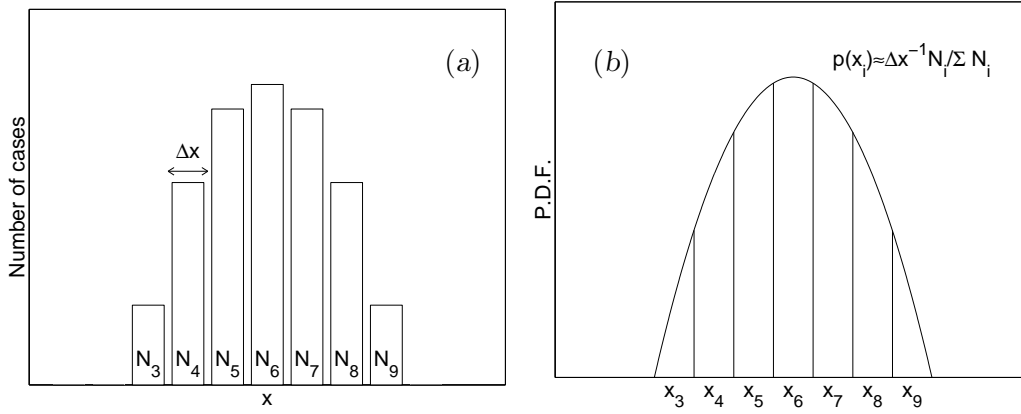 Number of cases
(a)
Δx
N₃ N₄ N₅ N₆ N₇ N₈ N₉
x
P.D.F.
(b)
p(xᵢ)≈Δx⁻¹Nᵢ/Σ Nᵢ
x₃ x₄ x₅ x₆ x₇ x₈ x₉